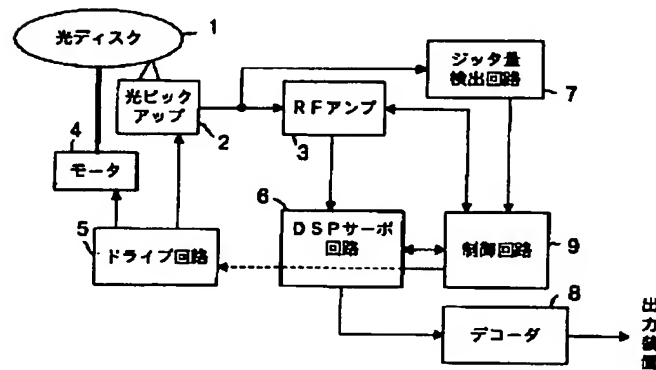 光ディスク
1
光ピック
アップ
2
4
モータ
RFアンプ
3
ジッタ量
検出回路
7
6
DSPサーボ
回路
5
ドライブ回路
制御回路
9
8
デコーダ
出
力
装
置